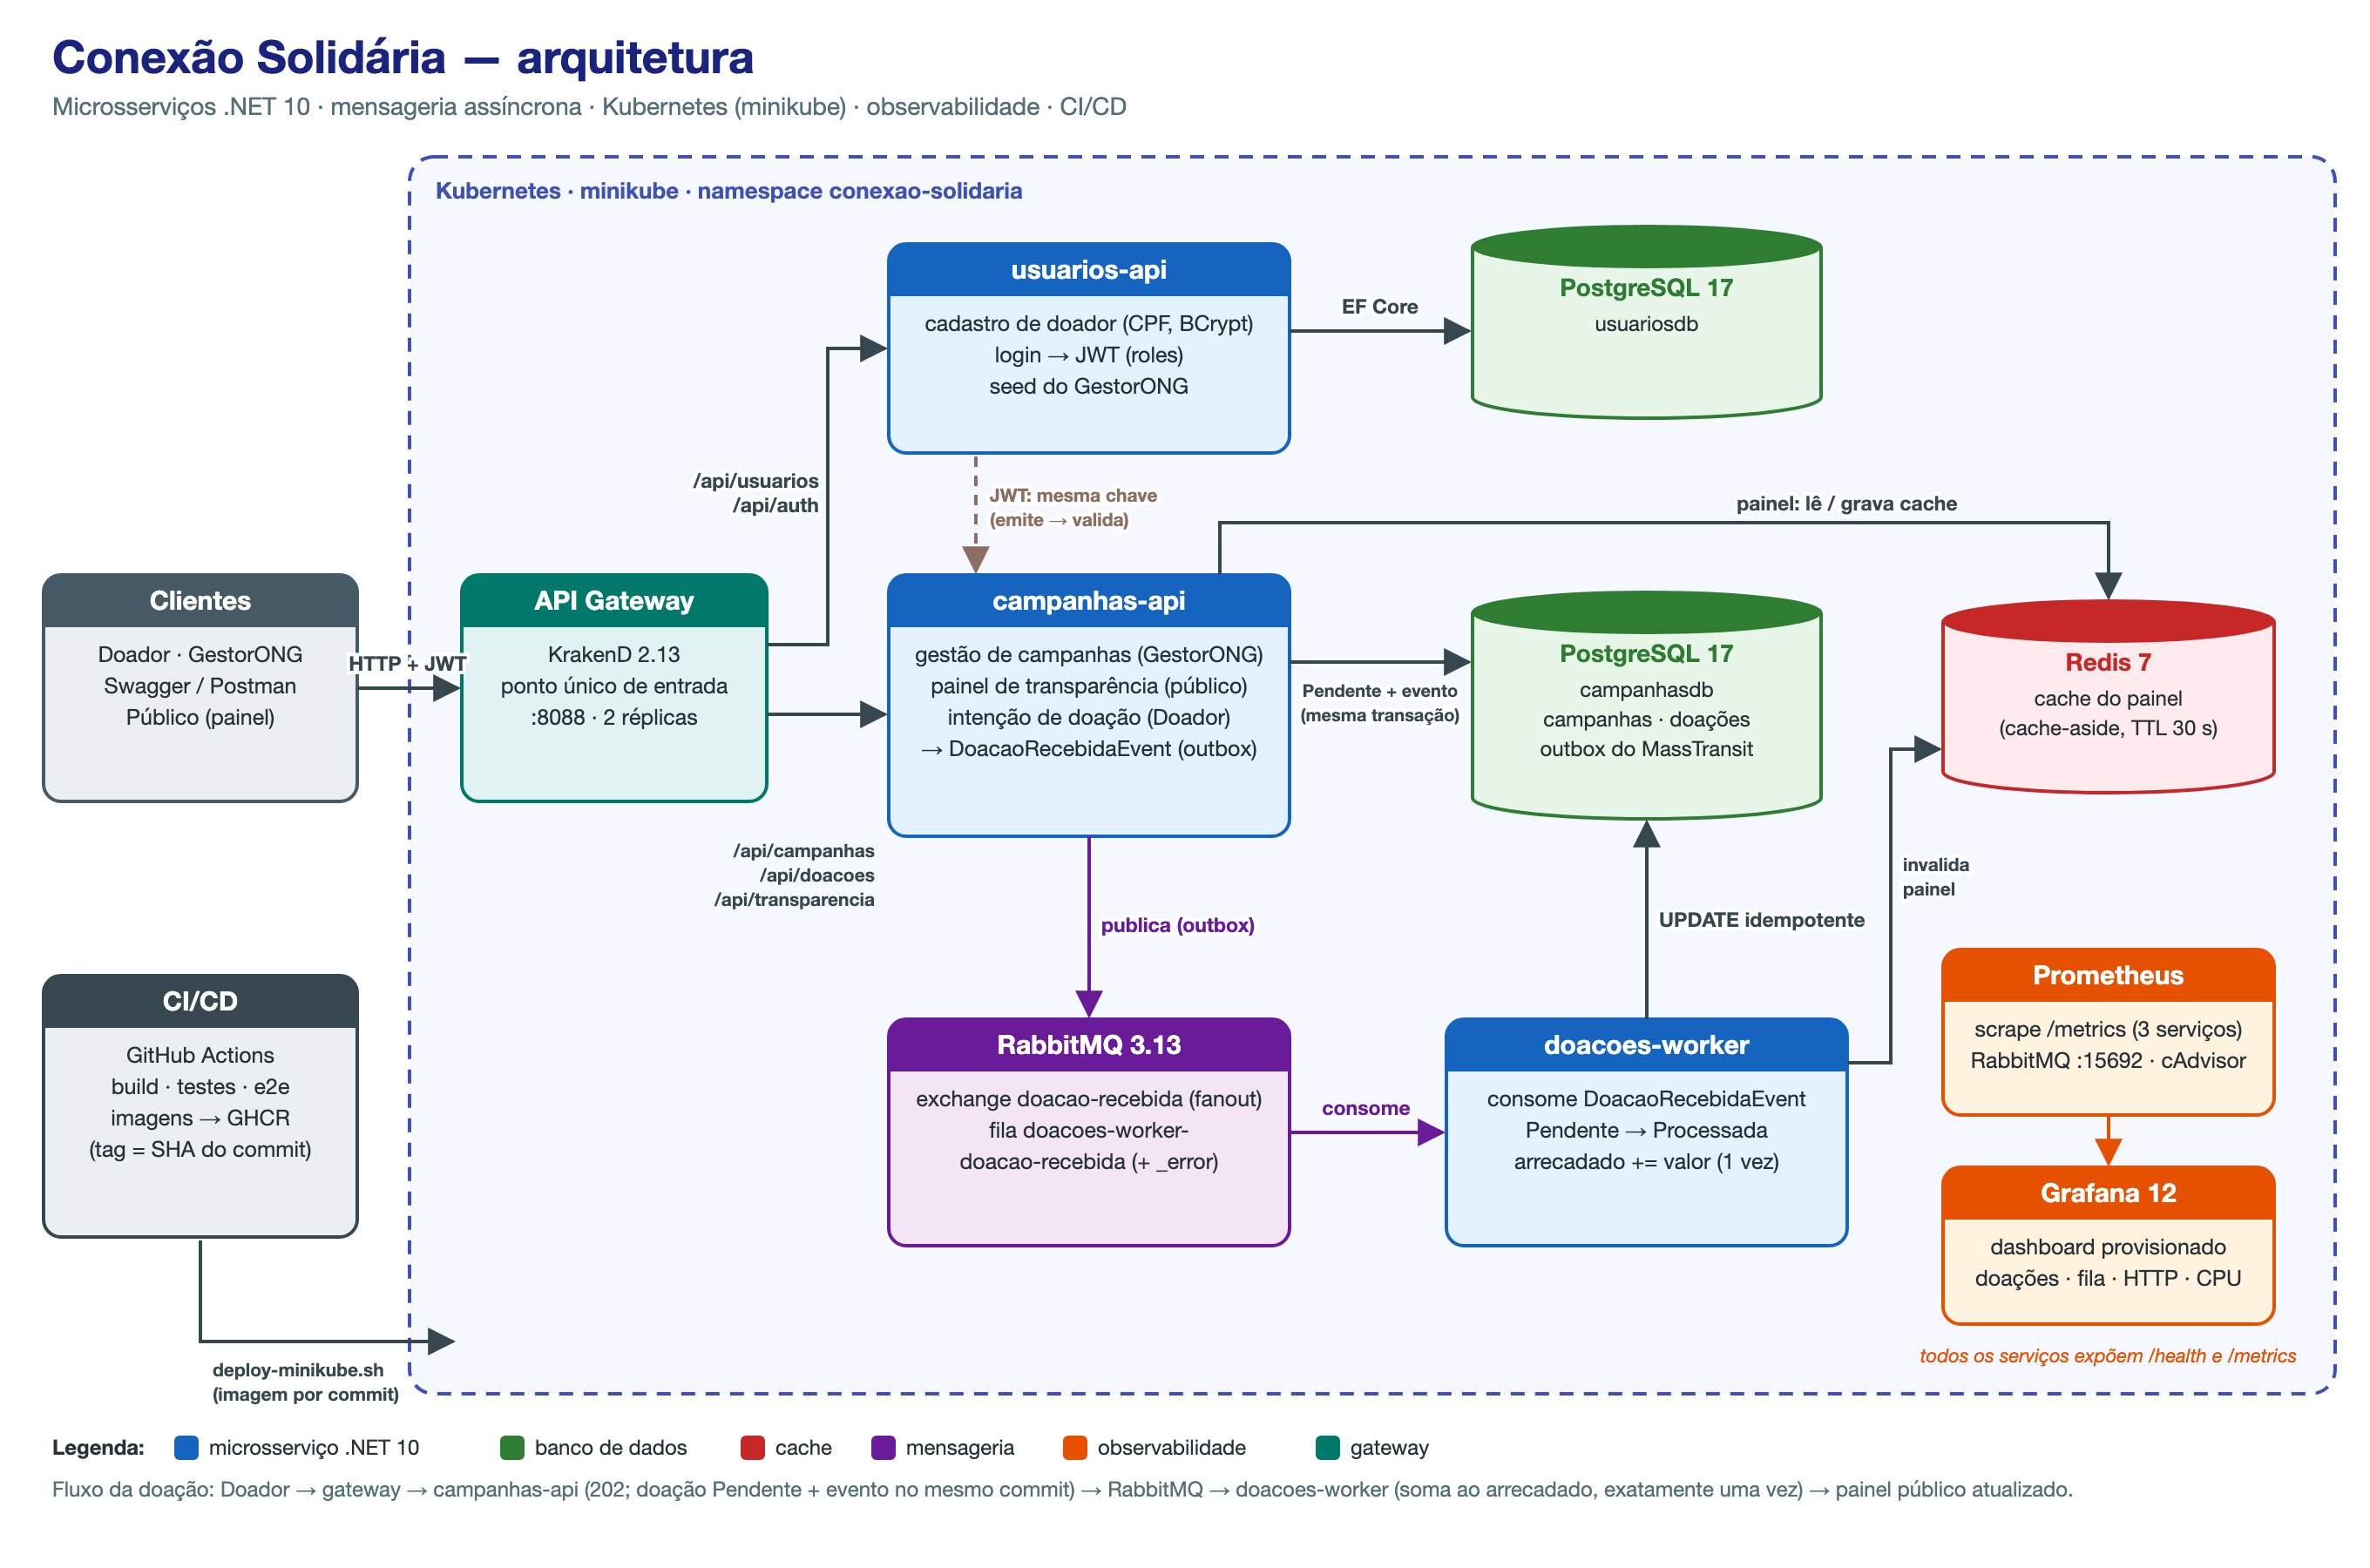 Conexão Solidária — arquitetura
Microsserviços .NET 10 · mensageria assíncrona · Kubernetes (minikube) · observabilidade · CI/CD
Kubernetes · minikube · namespace conexao-solidaria
usuarios-api
cadastro de doador (CPF, BCrypt)
login → JWT (roles)
seed do GestorONG
EF Core
PostgreSQL 17
usuariosdb
/api/usuarios
/api/auth
JWT: mesma chave
(emite → valida)
painel: lê / grava cache
Clientes
Doador · GestorONG
Swagger / Postman
Público (painel)
HTTP + JWT
API Gateway
KrakenD 2.13
ponto único de entrada
:8088 · 2 réplicas
campanhas-api
gestão de campanhas (GestorONG)
painel de transparência (público)
intenção de doação (Doador)
→ DoacaoRecebidaEvent (outbox)
Pendente + evento
(mesma transação)
PostgreSQL 17
campanhasdb
campanhas · doações
outbox do MassTransit
Redis 7
cache do painel
(cache-aside, TTL 30 s)
/api/campanhas
/api/doacoes
/api/transparencia
publica (outbox)
UPDATE idempotente
invalida
painel
CI/CD
GitHub Actions
build · testes · e2e
imagens → GHCR
(tag = SHA do commit)
RabbitMQ 3.13
exchange doacao-recebida (fanout)
fila doacoes-worker-
doacao-recebida (+ _error)
consome
doacoes-worker
consome DoacaoRecebidaEvent
Pendente → Processada
arrecadado += valor (1 vez)
Prometheus
scrape /metrics (3 serviços)
RabbitMQ :15692 · cAdvisor
Grafana 12
dashboard provisionado
doações · fila · HTTP · CPU
todos os serviços expõem /health e /metrics
deploy-minikube.sh
(imagem por commit)
Legenda: microsserviço .NET 10 banco de dados cache mensageria observabilidade gateway
Fluxo da doação: Doador → gateway → campanhas-api (202; doação Pendente + evento no mesmo commit) → RabbitMQ → doacoes-worker (soma ao arrecadado, exatamente uma vez) → painel público atualizado.